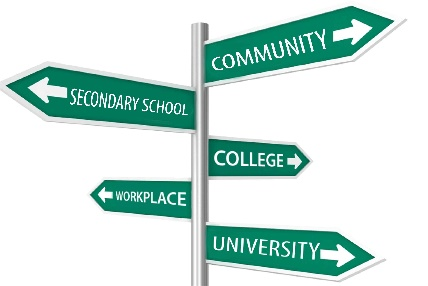 COMMUNITY
SECONDARY SCHOOL
COLLEGE
WORKPLACE
UNIVERSITY